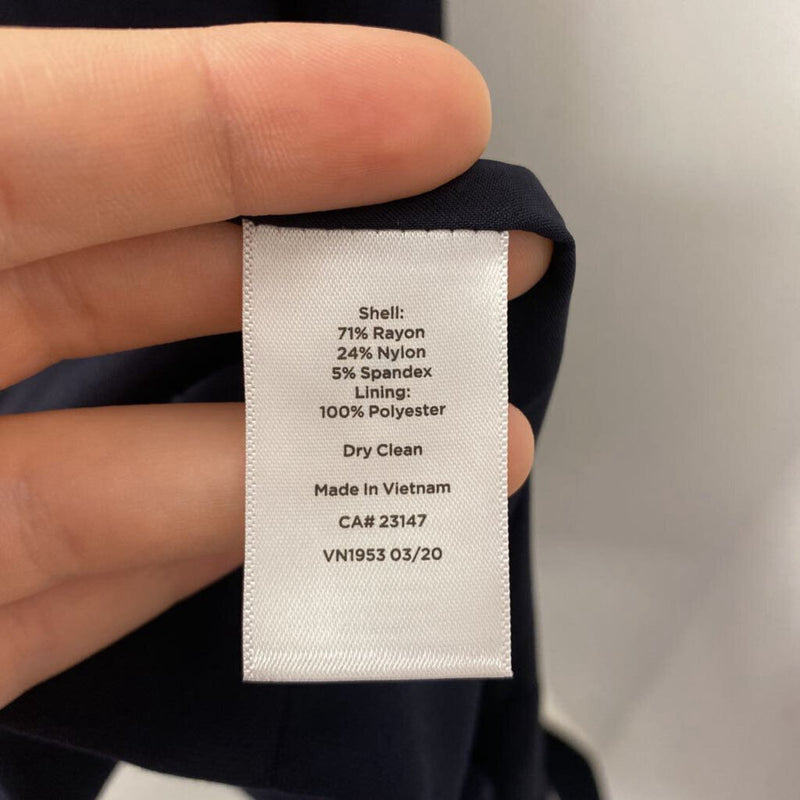 Shell:
71% Rayon
24% Nylon
5% Spandex
Lining:
100% Polyester
Dry Clean
Made In Vietnam
CA# 23147
VN1953 03/20